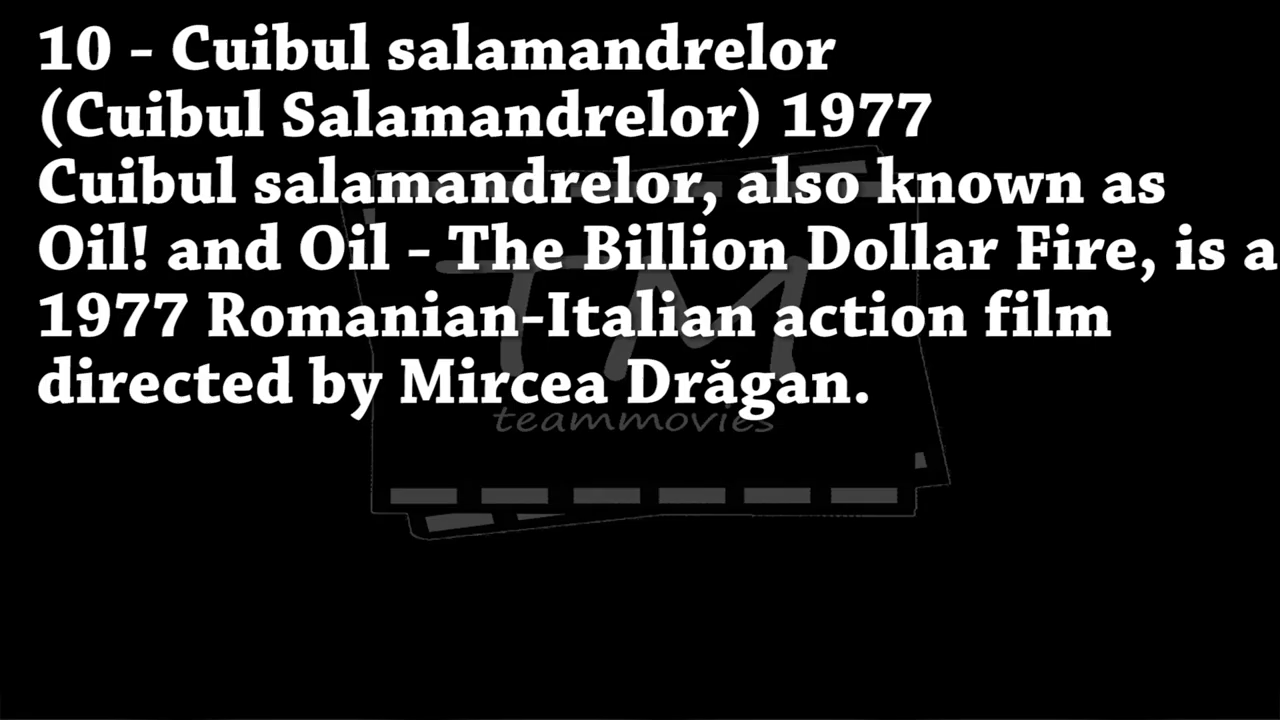 10 - Cuibul salamandrelor
(Cuibul Salamandrelor) 1977
Cuibul salamandrelor, also known as
Oil! and Oil - The Billion Dollar Fire, is a
1977 Romanian-Italian action film
directed by Mircea Drăgan.
TM
teammovies